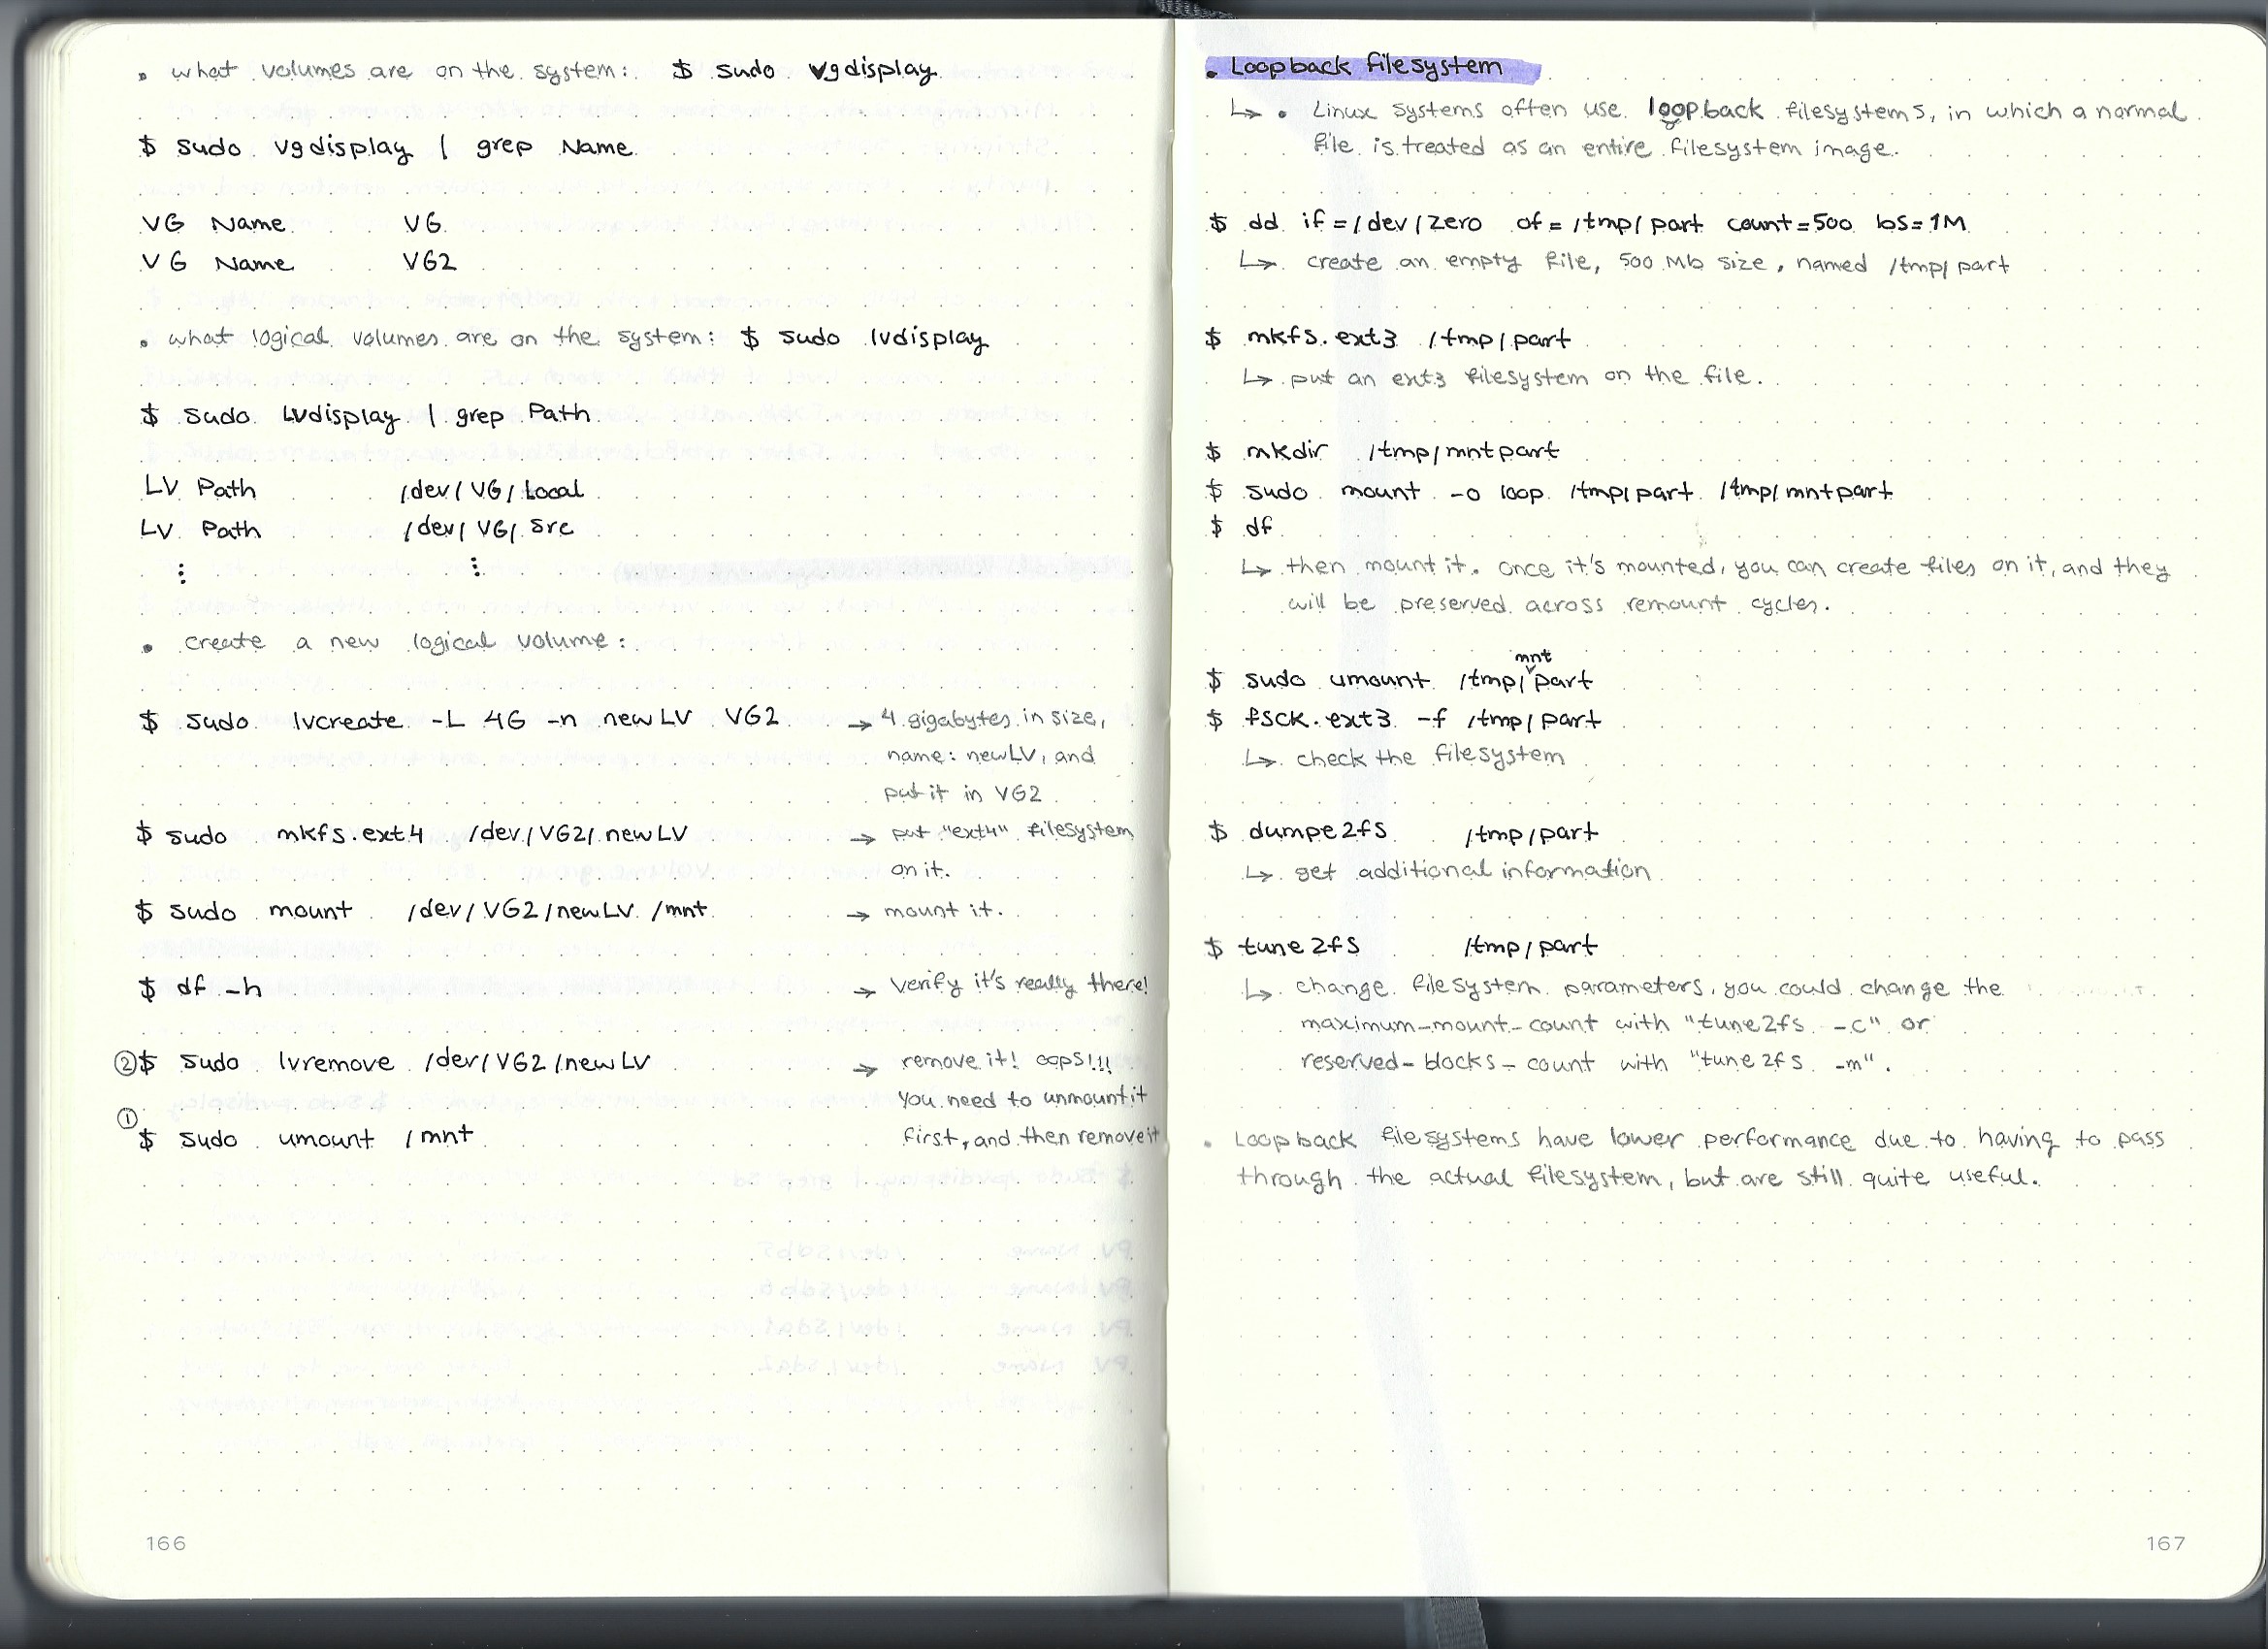 • what volumes are on the system: $ sudo vgdisplay
$ sudo vgdisplay | grep Name
VG Name VG
VG Name VG2
• what logical volumes are on the system: $ sudo lvdisplay
$ sudo Lvdisplay | grep Path
LV Path /dev/VG/Local
LV Path /dev/VG/src
⋮ ⋮
• create a new logical volume:
$ sudo lvcreate -L 4G -n newLV VG2 → 4 gigabytes in size,
name: newLV, and
put it in VG2
$ sudo mkfs.ext4 /dev/VG2/newLV → put "ext4" filesystem
on it.
$ sudo mount /dev/VG2/newLV /mnt → mount it.
$ df -h → verify it's really there!
② $ sudo lvremove /dev/VG2/newLV → remove it! oops!!!
You need to unmount it
① $ sudo umount /mnt first, and then remove it
166
• Loopback filesystem
↳ • Linux systems often use loopback filesystems, in which a normal
file is treated as an entire filesystem image.
$ dd if=/dev/zero of=/tmp/part count=500 bs=1M
↳ create an empty file, 500 Mb size, named /tmp/part
$ mkfs.ext3 /tmp/part
↳ put an ext3 filesystem on the file.
$ mkdir /tmp/mntpart
$ sudo mount -o loop /tmp/part /tmp/mntpart
$ df
↳ then mount it. once it's mounted, you can create files on it, and they
will be preserved across remount cycles.
$ sudo umount /tmp/mntpart
$ fsck.ext3 -f /tmp/part
↳ check the filesystem
$ dumpe2fs /tmp/part
↳ get additional information
$ tune2fs /tmp/part
↳ change filesystem parameters, you could change the
maximum-mount-count with "tune2fs -c" or
reserved-blocks-count with "tune2fs -m".
• Loopback filesystems have lower performance due to having to pass
through the actual filesystem, but are still quite useful.
167